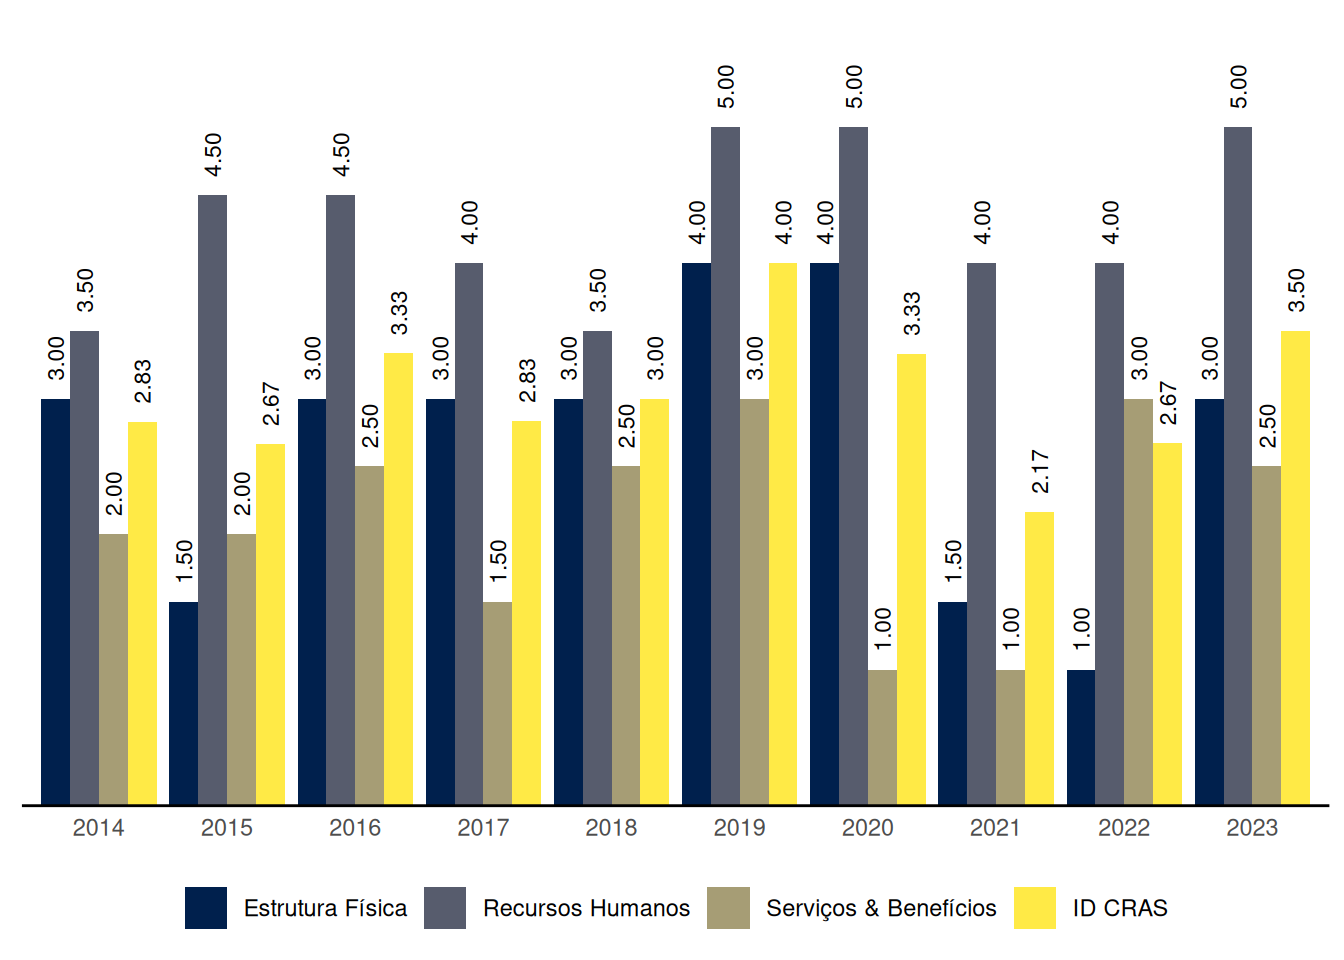 3.00 3.50 2.00 2.83
1.50 4.50 2.00 2.67
3.00 4.50 2.50 3.33
3.00 4.00 1.50 2.83
3.00 3.50 2.50 3.00
4.00 5.00 3.00 4.00
4.00 5.00 1.00 3.33
1.50 4.00 1.00 2.17
1.00 4.00 3.00 2.67
3.00 5.00 2.50 3.50
2014 2015 2016 2017 2018 2019 2020 2021 2022 2023
Estrutura Física Recursos Humanos Serviços & Benefícios ID CRAS